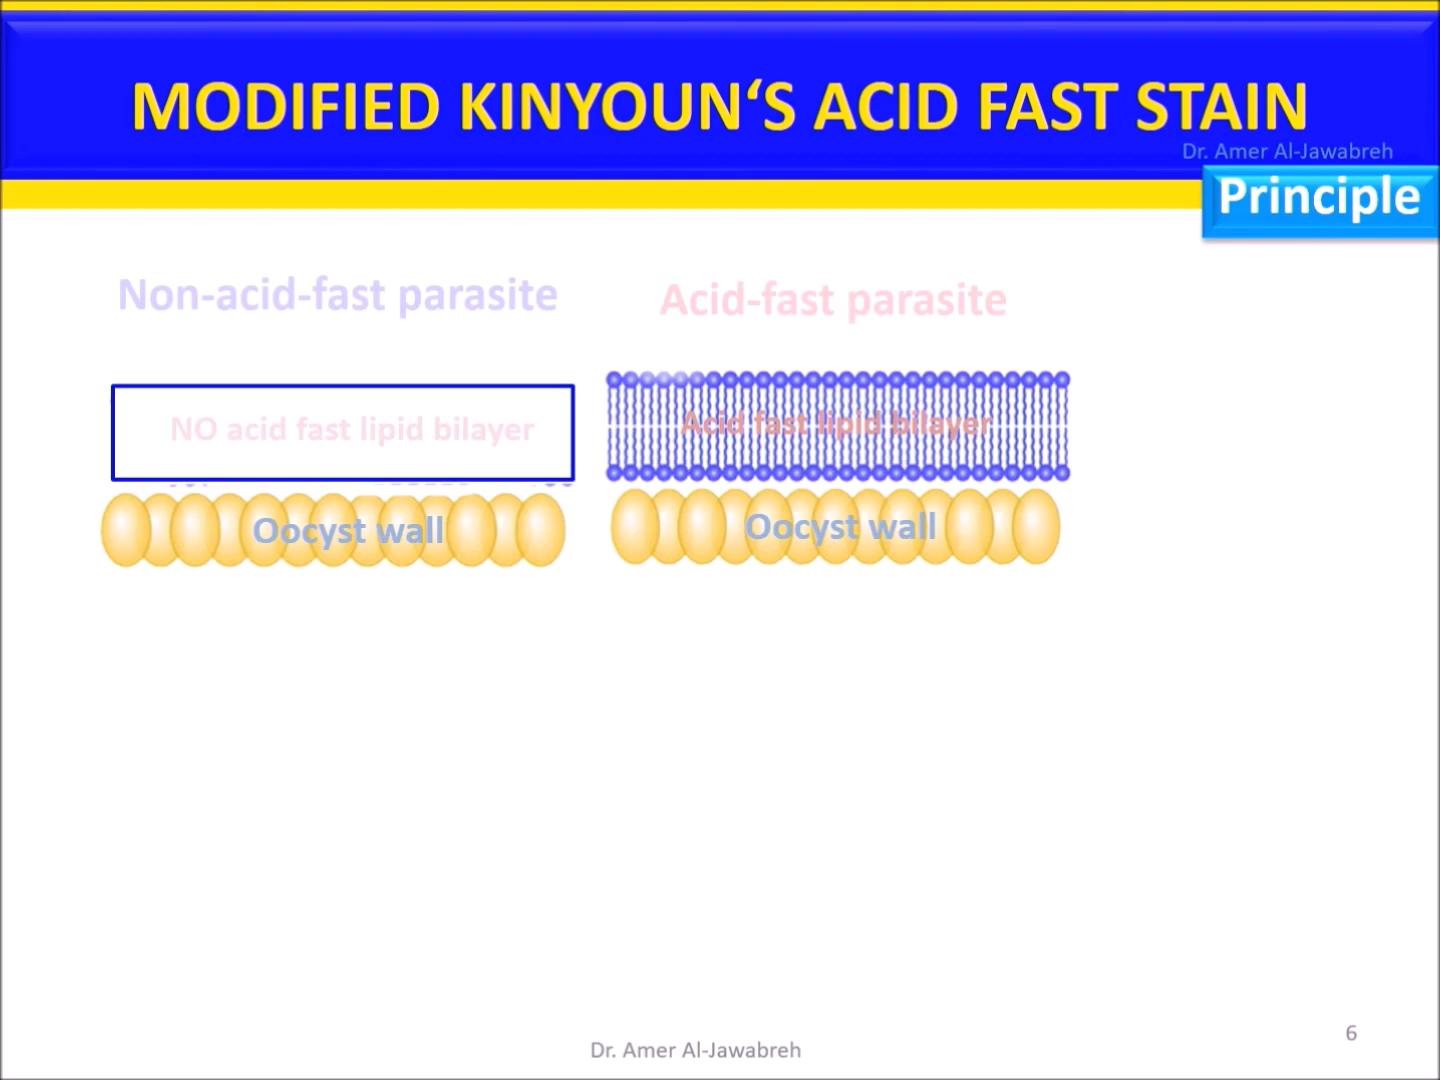 MODIFIED KINYOUN‘S ACID FAST STAIN
Dr. Amer Al-Jawabreh
Principle
Non-acid-fast parasite
Acid-fast parasite
NO acid fast lipid bilayer
Acid fast lipid bilayer
Oocyst wall
Oocyst wall
Dr. Amer Al-Jawabreh
6